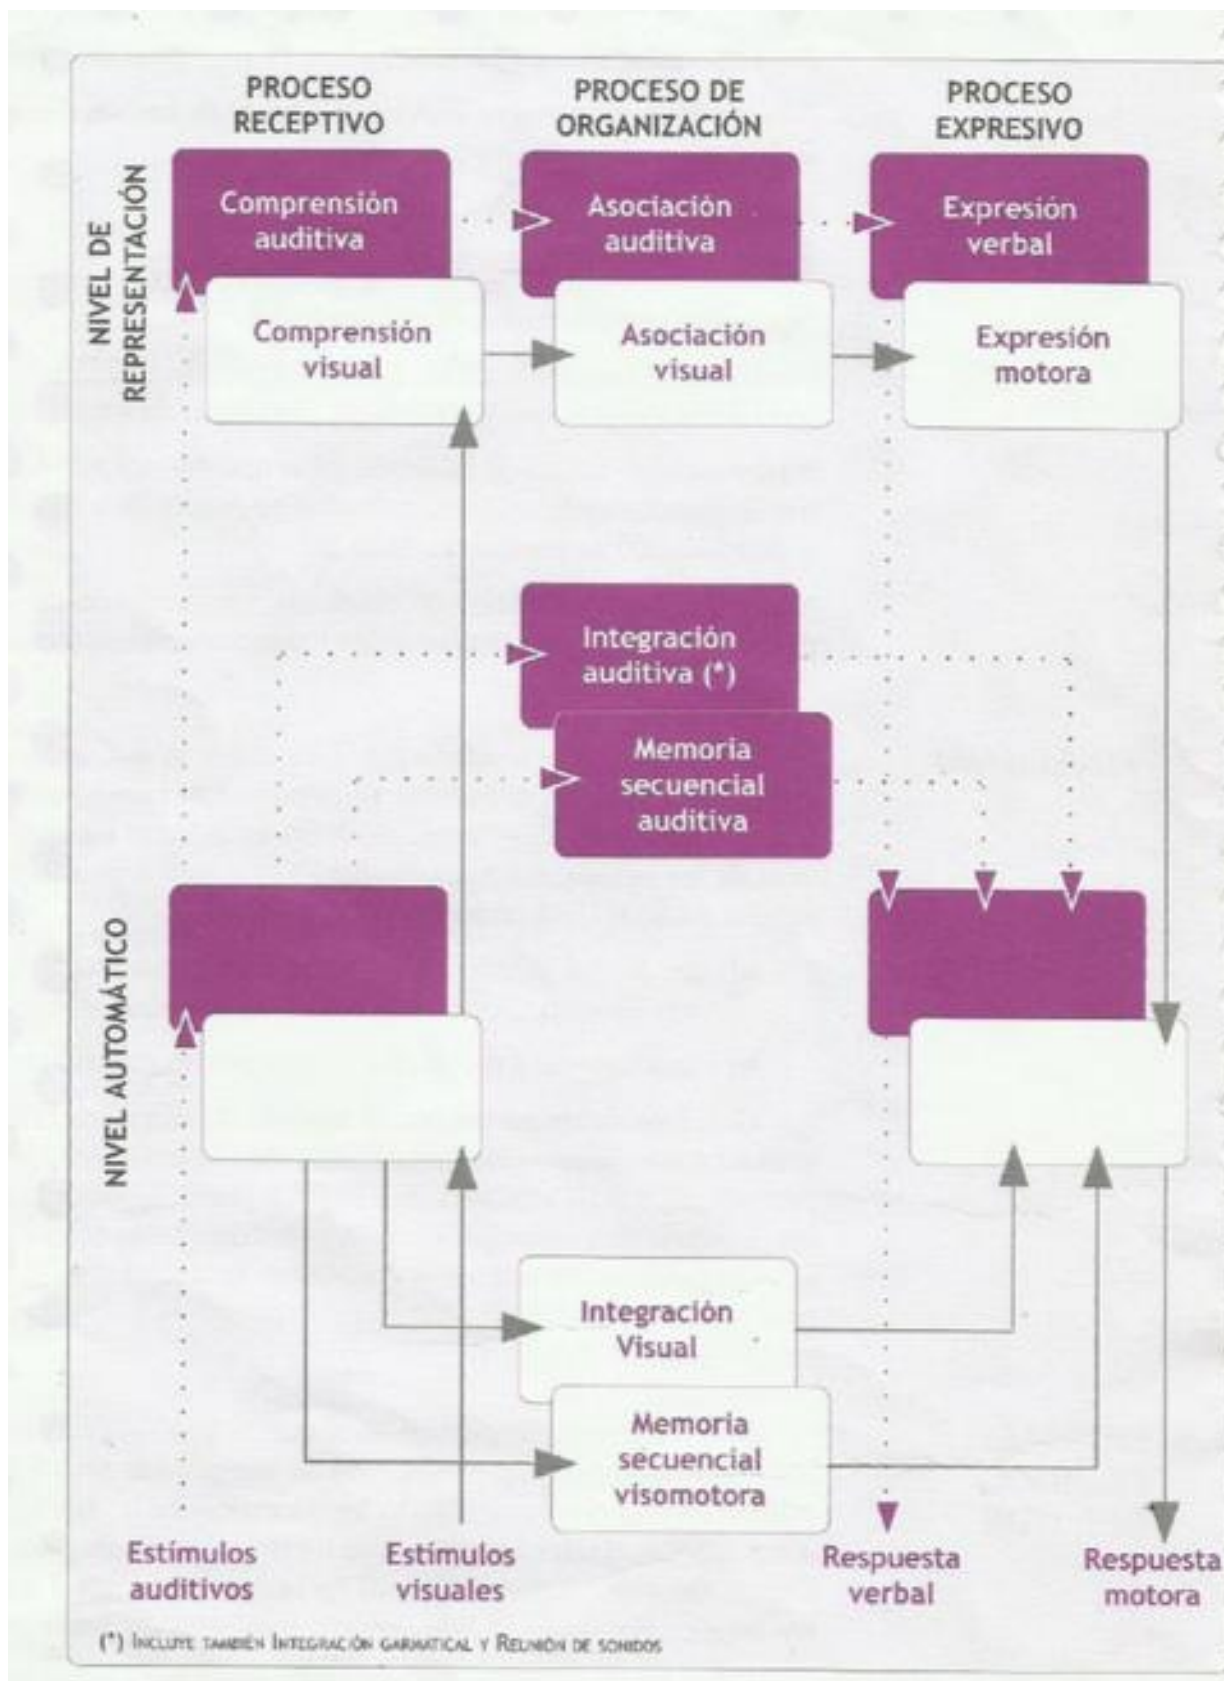 PROCESO
RECEPTIVO
PROCESO DE
ORGANIZACIÓN
PROCESO
EXPRESIVO
NIVEL DE
REPRESENTACIÓN
Comprensión
auditiva
Asociación
auditiva
Expresión
verbal
Comprensión
visual
Asociación
visual
Expresión
motora
Integración
auditiva (*)
Memoria
secuencial
auditiva
NIVEL AUTOMÁTICO
Integración
Visual
Memoria
secuencial
visomotora
Estímulos
auditivos
Estímulos
visuales
Respuesta
verbal
Respuesta
motora
(*) INCLUYE TAMBIÉN INTEGRACIÓN GARMATICAL Y REUNIÓN DE SONIDOS